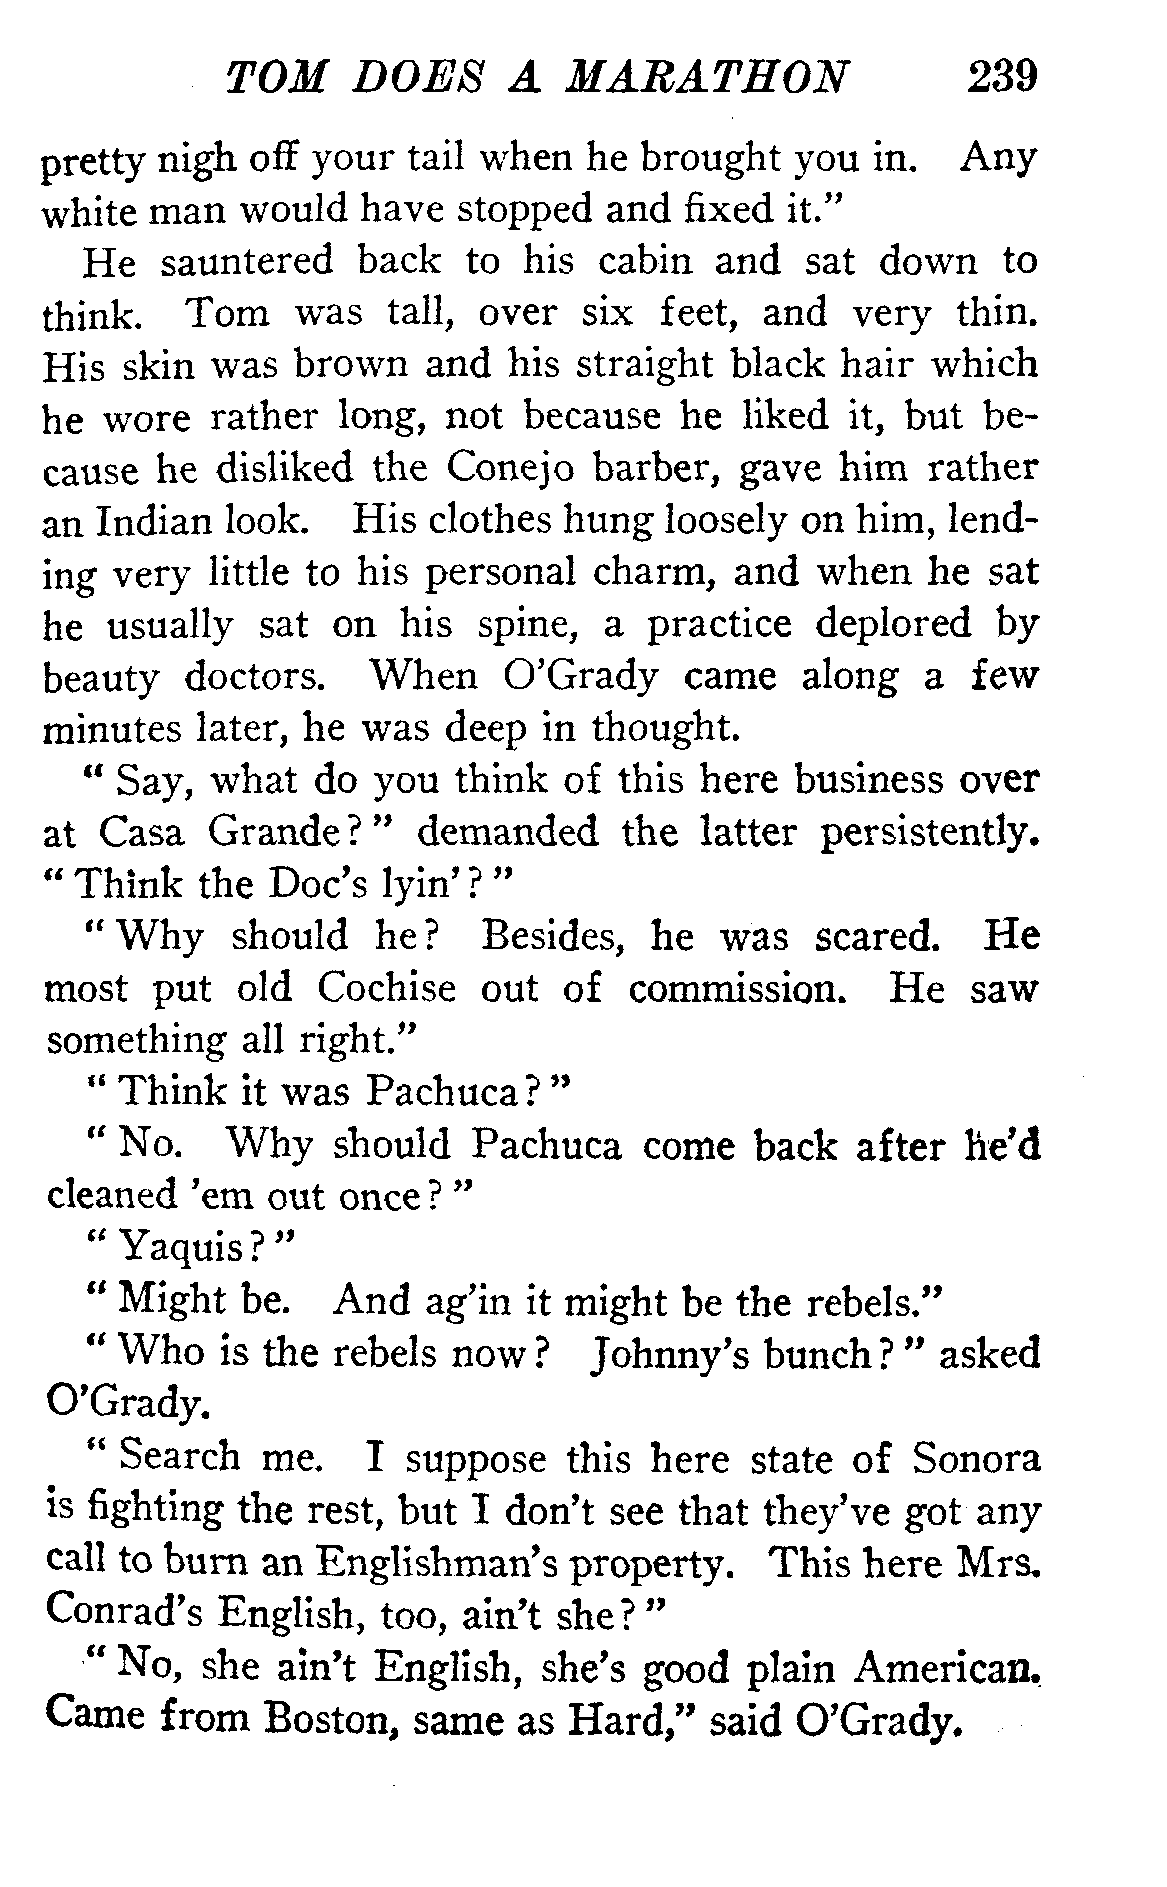 TOM DOES A MARATHON 239
pretty nigh off your tail when he brought you in. Any
white man would have stopped and fixed it."
He sauntered back to his cabin and sat down to
think. Tom was tall, over six feet, and very thin.
His skin was brown and his straight black hair which
he wore rather long, not because he liked it, but be-
cause he disliked the Conejo barber, gave him rather
an Indian look. His clothes hung loosely on him, lend-
ing very little to his personal charm, and when he sat
he usually sat on his spine, a practice deplored by
beauty doctors. When O'Grady came along a few
minutes later, he was deep in thought.
" Say, what do you think of this here business over
at Casa Grande? " demanded the latter persistently.
" Think the Doc's lyin'? "
" Why should he? Besides, he was scared. He
most put old Cochise out of commission. He saw
something all right."
" Think it was Pachuca? "
" No. Why should Pachuca come back after he'd
cleaned 'em out once? "
" Yaquis? "
" Might be. And ag'in it might be the rebels."
" Who is the rebels now? Johnny's bunch? " asked
O'Grady.
" Search me. I suppose this here state of Sonora
is fighting the rest, but I don't see that they've got any
call to burn an Englishman's property. This here Mrs.
Conrad's English, too, ain't she? "
" No, she ain't English, she's good plain American.
Came from Boston, same as Hard," said O'Grady.